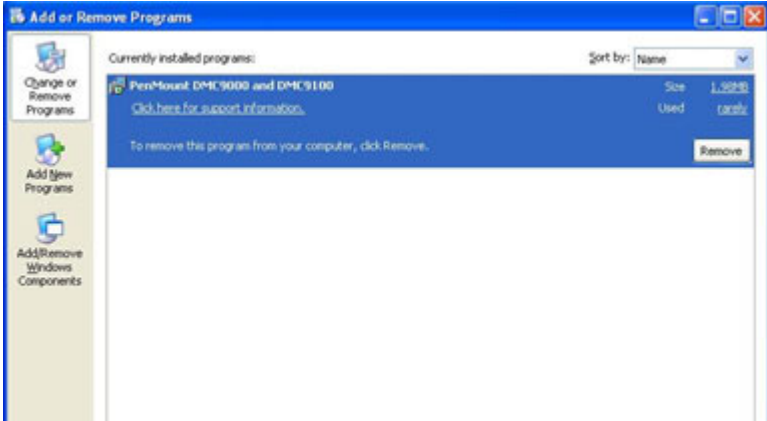 Add or Remove Programs
Change or
Remove
Programs
Add New
Programs
Add/Remove
Windows
Components
Currently installed programs:
Sort by: Name
PenMount DMC9000 and DMC9100
Size 1.98MB
Click here for support information.
Used rarely
To remove this program from your computer, click Remove.
Remove